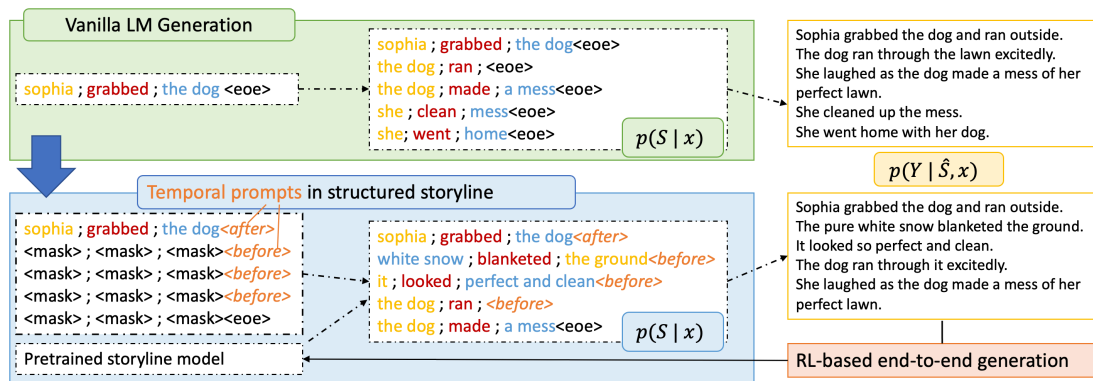 Vanilla LM Generation
sophia ; grabbed ; the dog <eoe>
sophia ; grabbed ; the dog<eoe>
the dog ; ran ; <eoe>
the dog ; made ; a mess<eoe>
she ; clean ; mess<eoe>
she; went ; home<eoe>
p(S | x)
Sophia grabbed the dog and ran outside.
The dog ran through the lawn excitedly.
She laughed as the dog made a mess of her
perfect lawn.
She cleaned up the mess.
She went home with her dog.
p(Y | Ŝ, x)
Temporal prompts in structured storyline
sophia ; grabbed ; the dog<after>
<mask> ; <mask> ; <mask><before>
<mask> ; <mask> ; <mask><before>
<mask> ; <mask> ; <mask><before>
<mask> ; <mask> ; <mask><eoe>
Pretrained storyline model
sophia ; grabbed ; the dog<after>
white snow ; blanketed ; the ground<before>
it ; looked ; perfect and clean<before>
the dog ; ran ; <before>
the dog ; made ; a mess<eoe>
p(S | x)
Sophia grabbed the dog and ran outside.
The pure white snow blanketed the ground.
It looked so perfect and clean.
The dog ran through it excitedly.
She laughed as the dog made a mess of her
perfect lawn.
RL-based end-to-end generation